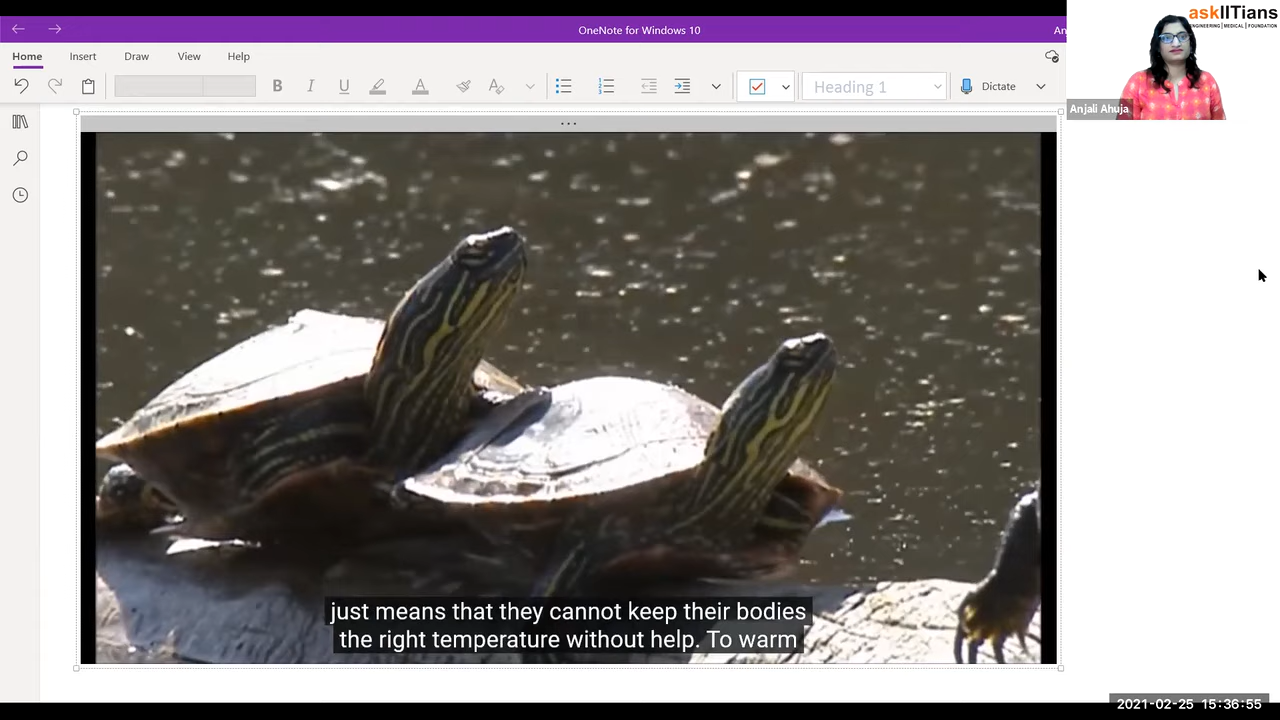 askIITians
ENGINEERING | MEDICAL | FOUNDATION
OneNote for Windows 10
An
Home
Insert
Draw
View
Help
B
I
U
A
A
Heading 1
Dictate
Anjali Ahuja
just means that they cannot keep their bodies
the right temperature without help. To warm
2021-02-25 15:36:55